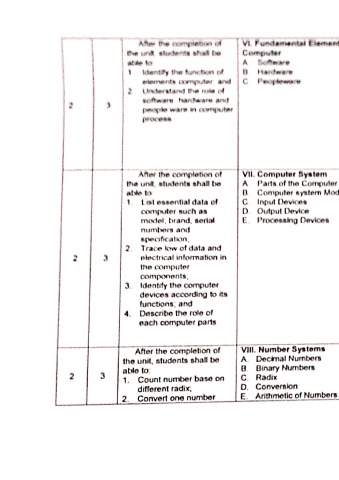 After the completion of
the unit, students shall be
able to
1 Identify the function of
elements computer and
2 Understand the role of
software hardware and
people ware in computer
process
VI. Fundamental Element
Computer
A Software
B Hardware
C Peopleware
2
3
After the completion of
the unit, students shall be
able to
1. List essential data of
computer such as
model, brand, serial
numbers and
specification,
2. Trace low of data and
electrical information in
the computer
components,
3. Identify the computer
devices according to its
functions; and
4. Describe the role of
each computer parts
VII. Computer System
A Parts of the Computer
B. Computer system Mod
C Input Devices
D. Output Device
E. Processing Devices
2
3
After the completion of
the unit, students shall be
able to:
1. Count number base on
different radix;
2. Convert one number
VIII. Number Systems
A. Decimal Numbers
B. Binary Numbers
C. Radix
D. Conversion
E. Arithmetic of Numbers
2
3